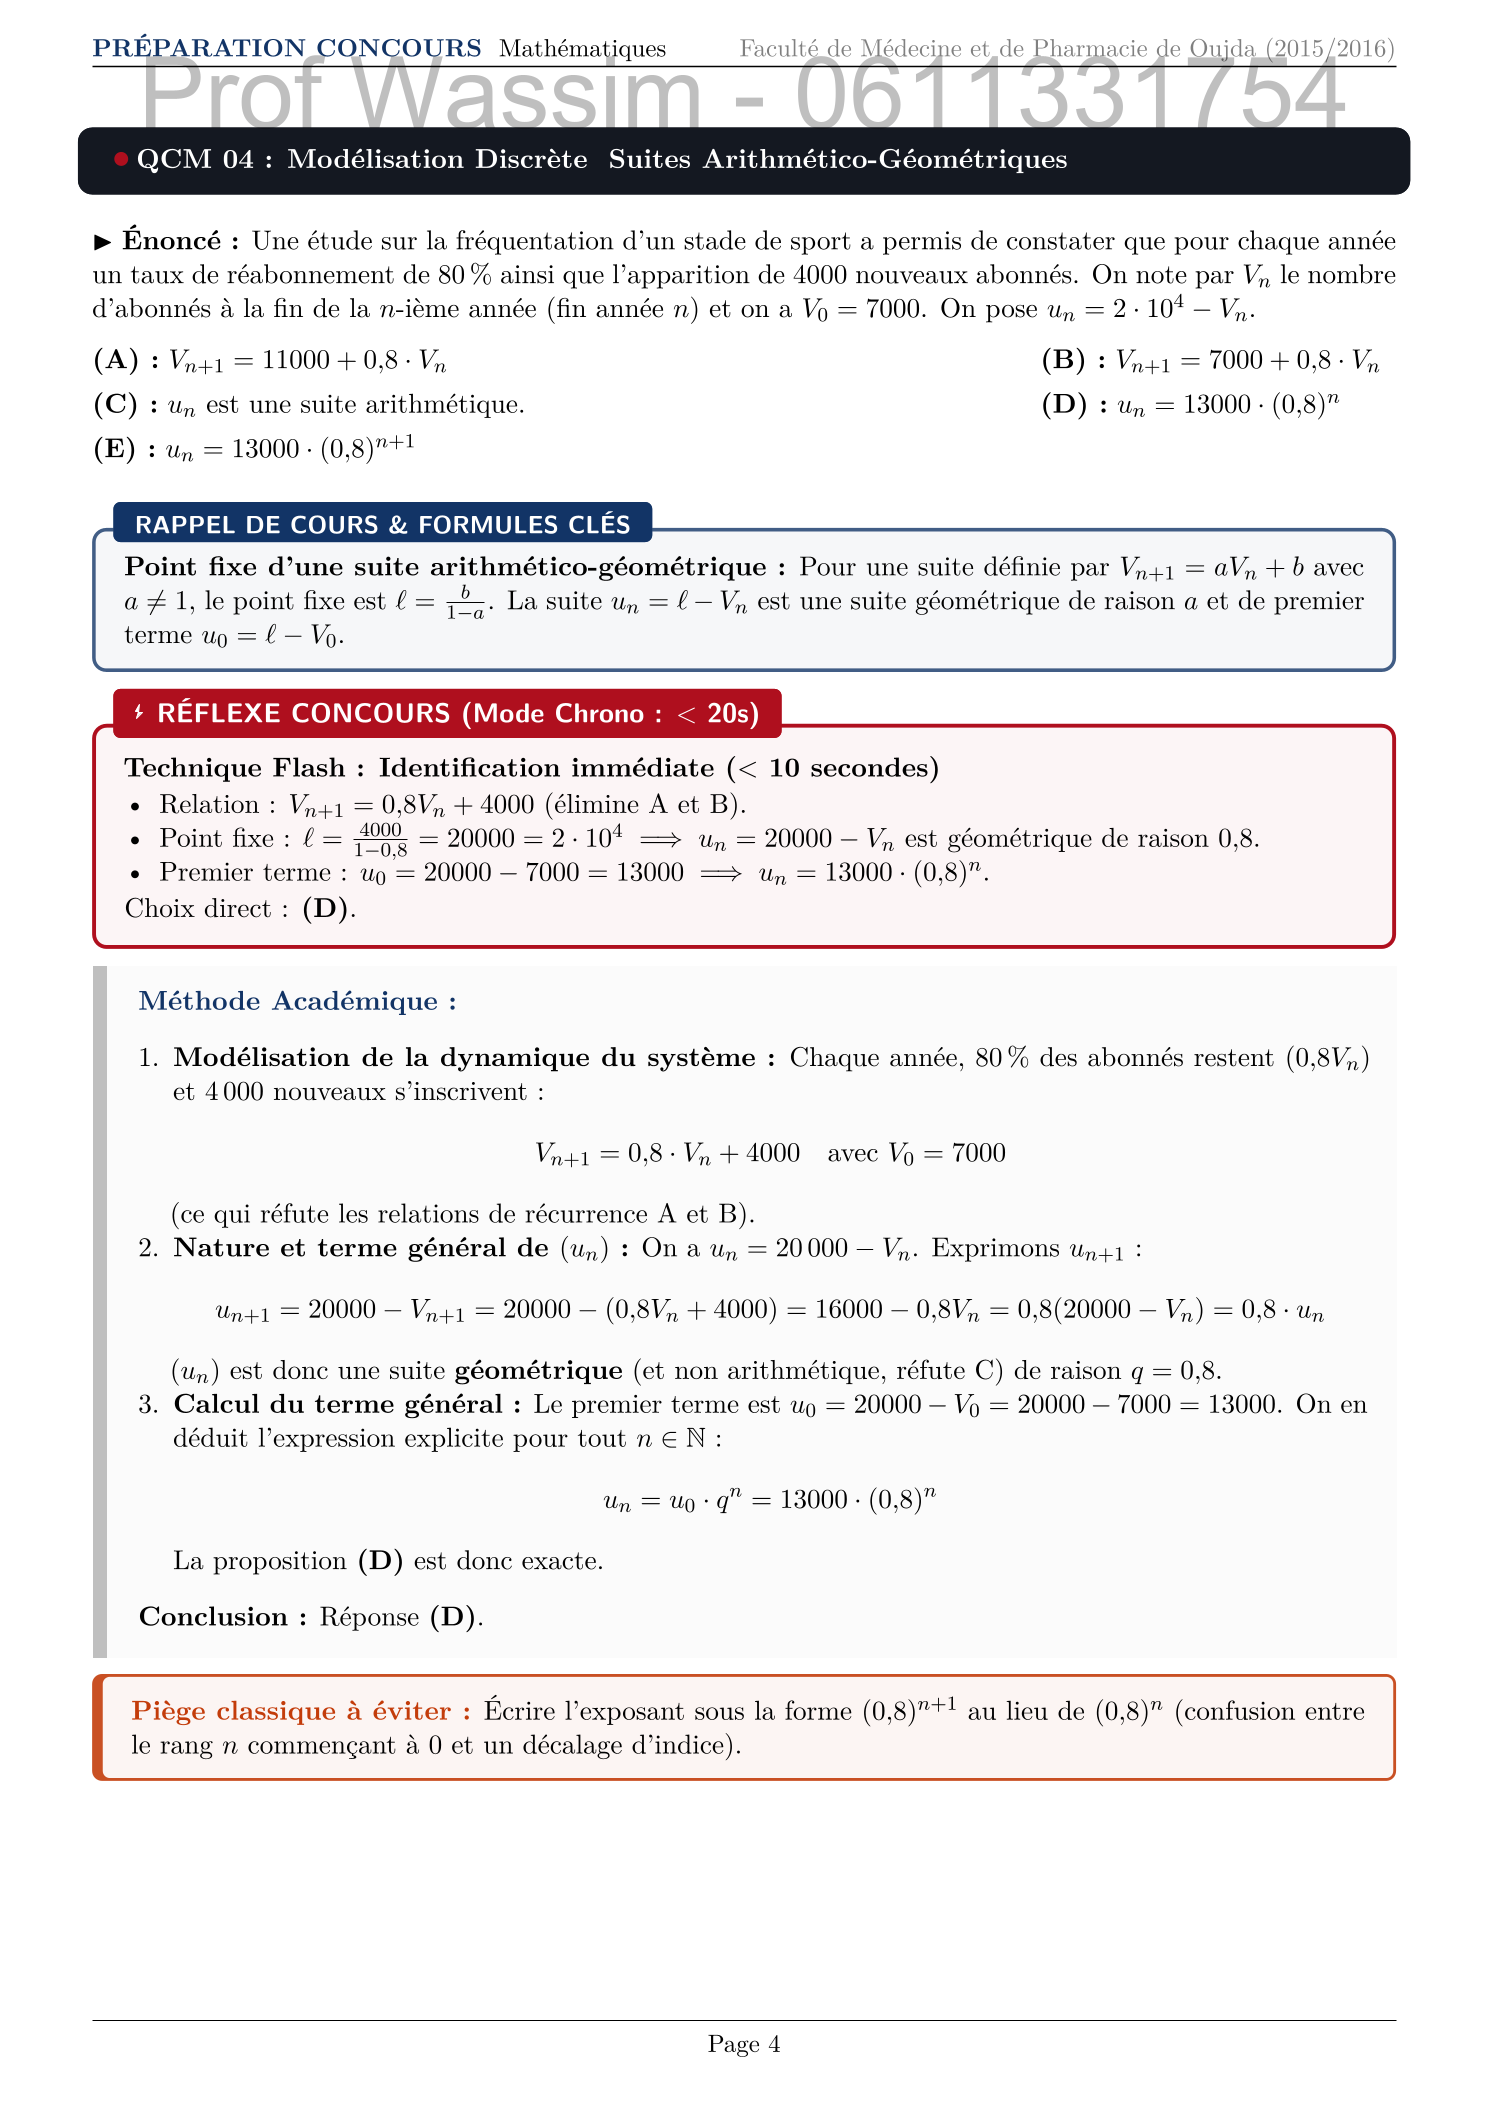 PRÉPARATION CONCOURS Mathématiques Faculté de Médecine et de Pharmacie de Oujda (2015/2016)
Prof Wassim - 0611331754
QCM 04 : Modélisation Discrète Suites Arithmético-Géométriques
▶ Énoncé : Une étude sur la fréquentation d'un stade de sport a permis de constater que pour chaque année
un taux de réabonnement de 80 % ainsi que l'apparition de 4000 nouveaux abonnés. On note par Vₙ le nombre
d'abonnés à la fin de la n-ième année (fin année n) et on a V₀ = 7000. On pose uₙ = 2 · 10⁴ − Vₙ.
(A) : Vₙ₊₁ = 11000 + 0,8 · Vₙ (B) : Vₙ₊₁ = 7000 + 0,8 · Vₙ
(C) : uₙ est une suite arithmétique. (D) : uₙ = 13000 · (0,8)ⁿ
(E) : uₙ = 13000 · (0,8)ⁿ⁺¹
RAPPEL DE COURS & FORMULES CLÉS
Point fixe d'une suite arithmético-géométrique : Pour une suite définie par Vₙ₊₁ = aVₙ + b avec
a ≠ 1, le point fixe est ℓ = b/(1−a). La suite uₙ = ℓ − Vₙ est une suite géométrique de raison a et de premier
terme u₀ = ℓ − V₀.
RÉFLEXE CONCOURS (Mode Chrono : < 20s)
Technique Flash : Identification immédiate (< 10 secondes)
• Relation : Vₙ₊₁ = 0,8Vₙ + 4000 (élimine A et B).
• Point fixe : ℓ = 4000/(1−0,8) = 20000 = 2 · 10⁴ ⟹ uₙ = 20000 − Vₙ est géométrique de raison 0,8.
• Premier terme : u₀ = 20000 − 7000 = 13000 ⟹ uₙ = 13000 · (0,8)ⁿ.
Choix direct : (D).
Méthode Académique :
1. Modélisation de la dynamique du système : Chaque année, 80 % des abonnés restent (0,8Vₙ)
et 4 000 nouveaux s'inscrivent :
Vₙ₊₁ = 0,8 · Vₙ + 4000 avec V₀ = 7000
(ce qui réfute les relations de récurrence A et B).
2. Nature et terme général de (uₙ) : On a uₙ = 20 000 − Vₙ. Exprimons uₙ₊₁ :
uₙ₊₁ = 20000 − Vₙ₊₁ = 20000 − (0,8Vₙ + 4000) = 16000 − 0,8Vₙ = 0,8(20000 − Vₙ) = 0,8 · uₙ
(uₙ) est donc une suite géométrique (et non arithmétique, réfute C) de raison q = 0,8.
3. Calcul du terme général : Le premier terme est u₀ = 20000 − V₀ = 20000 − 7000 = 13000. On en
déduit l'expression explicite pour tout n ∈ ℕ :
uₙ = u₀ · qⁿ = 13000 · (0,8)ⁿ
La proposition (D) est donc exacte.
Conclusion : Réponse (D).
Piège classique à éviter : Écrire l'exposant sous la forme (0,8)ⁿ⁺¹ au lieu de (0,8)ⁿ (confusion entre
le rang n commençant à 0 et un décalage d'indice).
Page 4